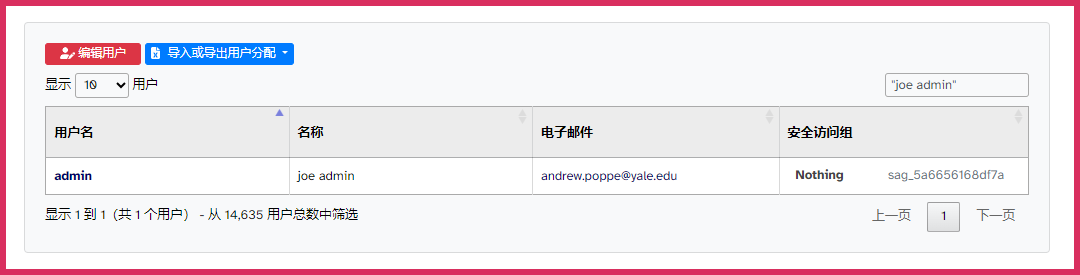 编辑用户 导入或导出用户分配
显示 10 用户 "joe admin"
用户名 名称 电子邮件 安全访问组
admin joe admin andrew.poppe@yale.edu Nothing sag_5a6656168df7a
显示 1 到 1（共 1 个用户） - 从 14,635 用户总数中筛选 上一页 1 下一页